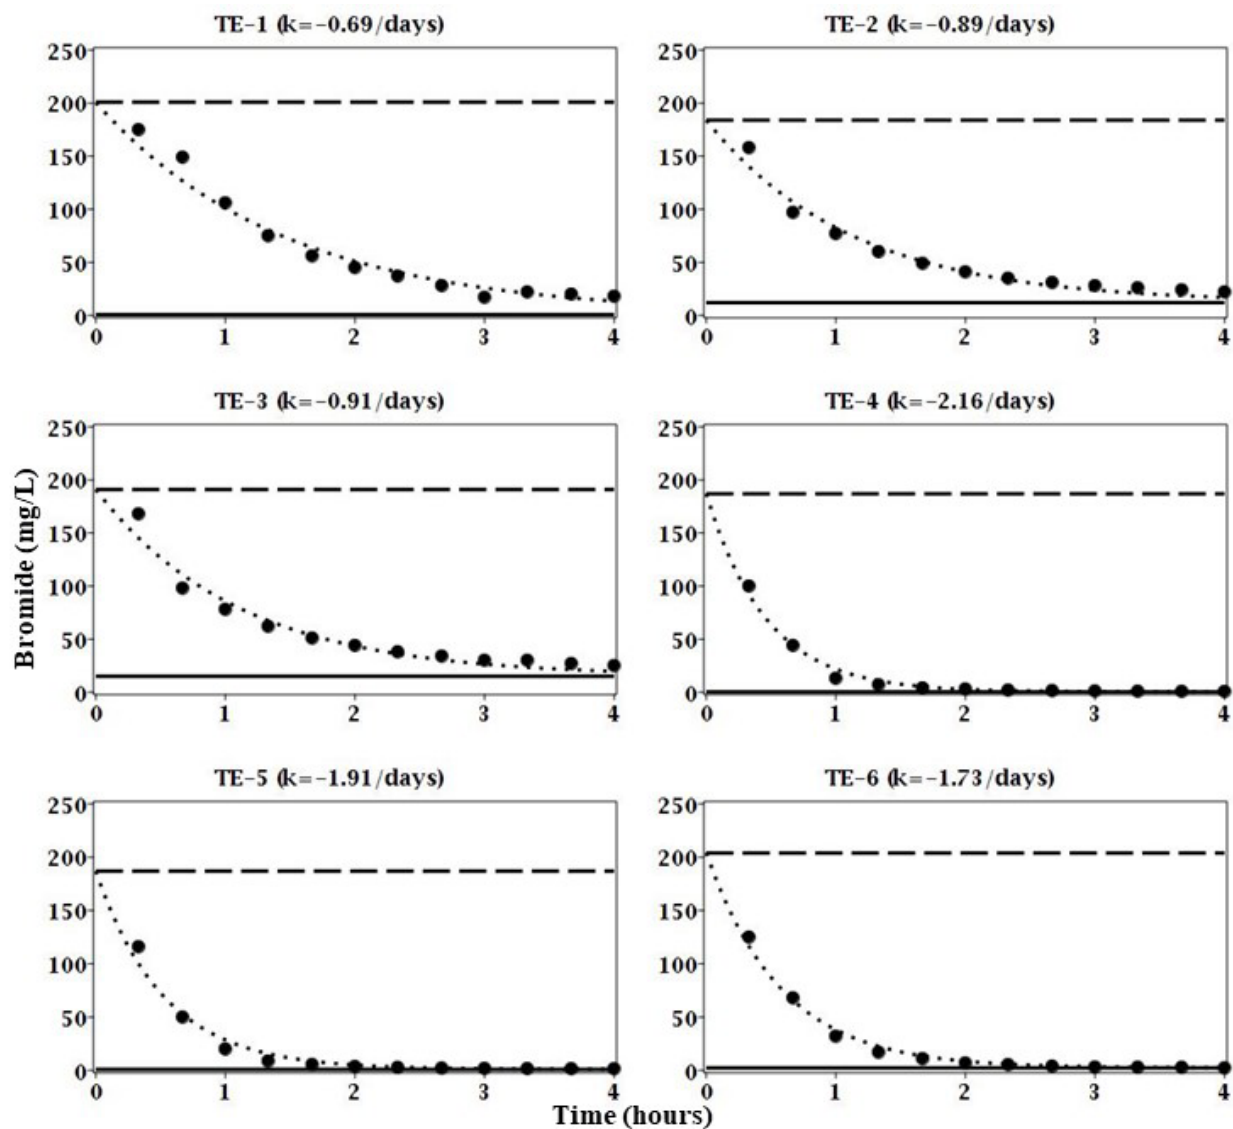 TE-1 (k=-0.69/days)
250
200
150
100
50
0
0 1 2 3 4
TE-2 (k=-0.89/days)
250
200
150
100
50
0
0 1 2 3 4
TE-3 (k=-0.91/days)
250
200
150
100
50
0
0 1 2 3 4
TE-4 (k=-2.16/days)
250
200
150
100
50
0
0 1 2 3 4
TE-5 (k=-1.91/days)
250
200
150
100
50
0
0 1 2 3 4
TE-6 (k=-1.73/days)
250
200
150
100
50
0
0 1 2 3 4
Bromide (mg/L)
Time (hours)